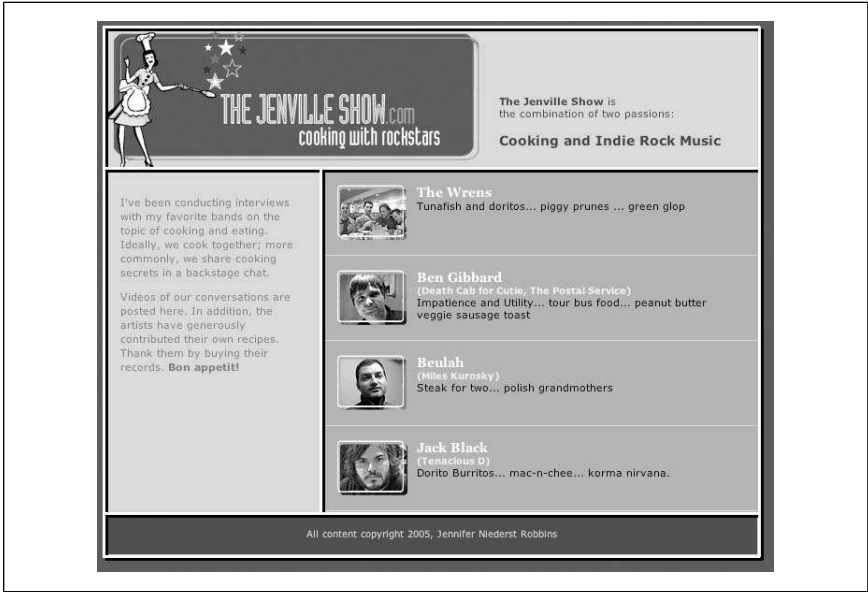 THE JENVILLE SHOW.com
cooking with rockstars
The Jenville Show is
the combination of two passions:
Cooking and Indie Rock Music
I've been conducting interviews
with my favorite bands on the
topic of cooking and eating.
Ideally, we cook together; more
commonly, we share cooking
secrets in a backstage chat.
Videos of our conversations are
posted here. In addition, the
artists have generously
contributed their own recipes.
Thank them by buying their
records. Bon appetit!
The Wrens
Tunafish and doritos... piggy prunes ... green glop
Ben Gibbard
(Death Cab for Cutie, The Postal Service)
Impatience and Utility... tour bus food... peanut butter
veggie sausage toast
Beulah
(Miles Kurosky)
Steak for two... polish grandmothers
Jack Black
(Tenacious D)
Dorito Burritos... mac-n-chee... korma nirvana.
All content copyright 2005, Jennifer Niederst Robbins